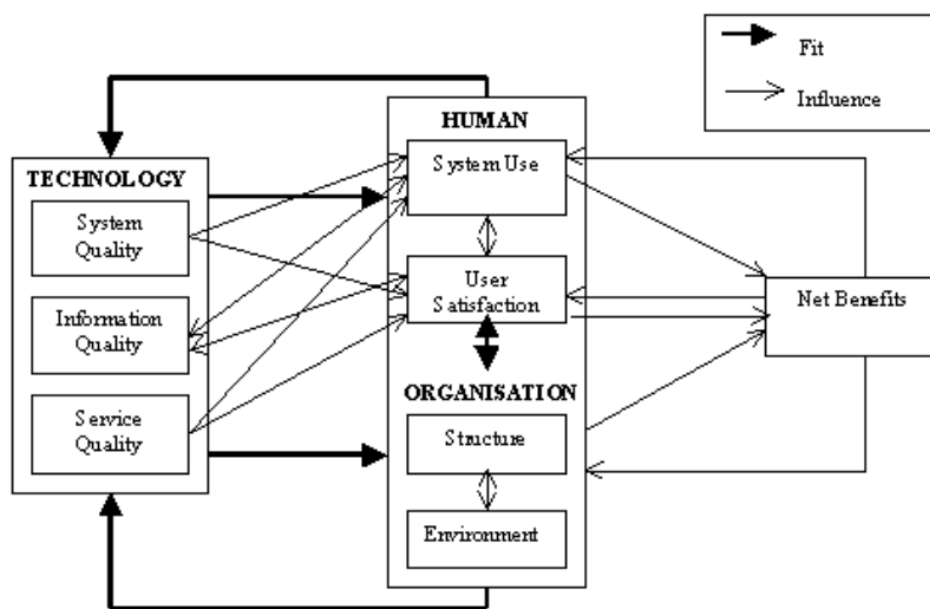 Fit
Influence
HUMAN
System Use
TECHNOLOGY
System
Quality
User
Satisfaction
Net Benefits
Information
Quality
ORGANISATION
Service
Quality
Structure
Environment